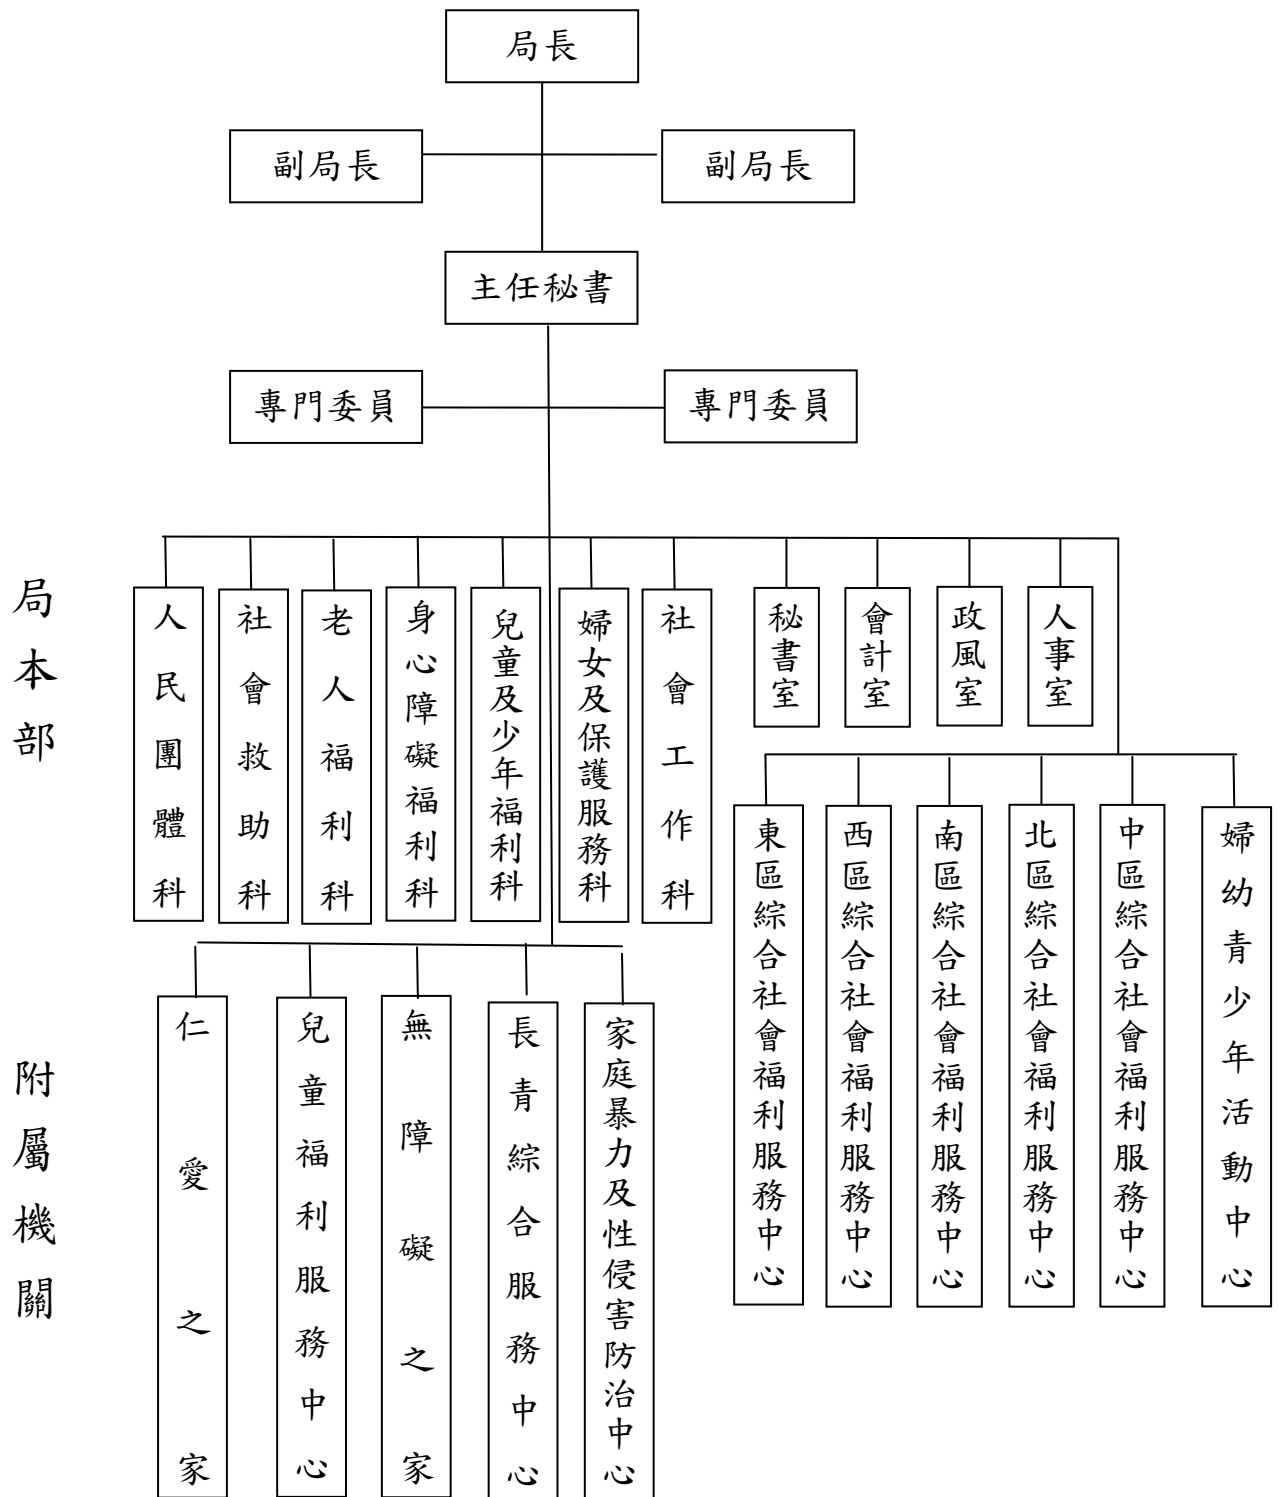 局長
副局長
副局長
主任秘書
專門委員
專門委員
局本部
人民團體科
社會救助科
老人福利科
身心障礙福利科
兒童及少年福利科
婦女及保護服務科
社會工作科
秘書室
會計室
政風室
人事室
東區綜合社會福利服務中心
西區綜合社會福利服務中心
南區綜合社會福利服務中心
北區綜合社會福利服務中心
中區綜合社會福利服務中心
婦幼青少年活動中心
附屬機關
仁愛之家
兒童福利服務中心
無障礙之家
長青綜合服務中心
家庭暴力及性侵害防治中心